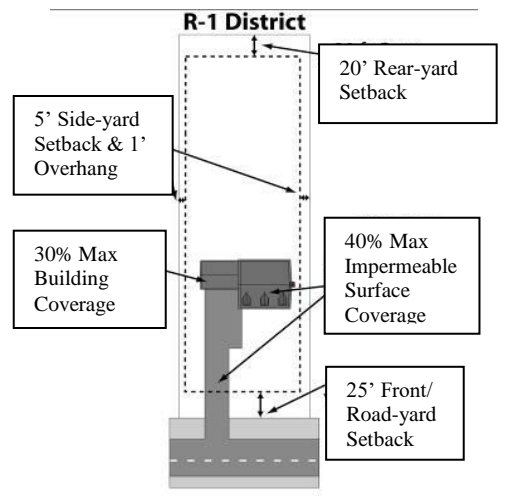 R-1 District
20’ Rear-yard
Setback
5’ Side-yard
Setback & 1’
Overhang
30% Max
Building
Coverage
40% Max
Impermeable
Surface
Coverage
25’ Front/
Road-yard
Setback